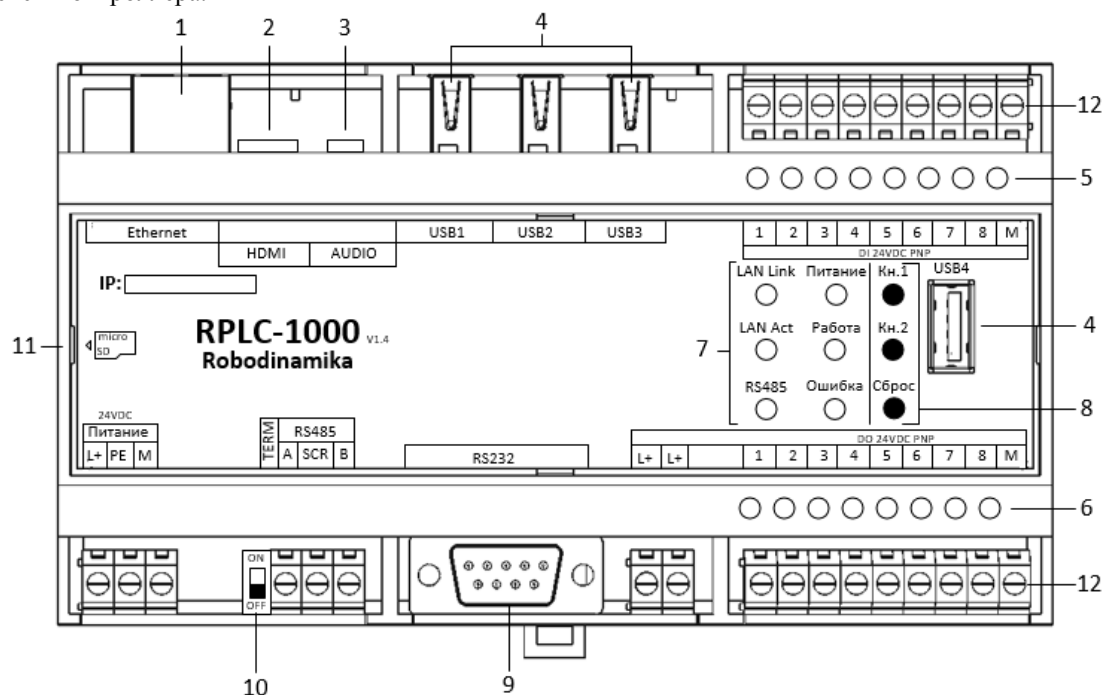 1 2 3 4
12
5
Ethernet USB1 USB2 USB3 1 2 3 4 5 6 7 8 M
HDMI AUDIO DI 24VDC PNP
LAN Link Питание Кн.1 USB4
IP:
RPLC-1000 V1.4
LAN Act Работа Кн.2
4
11
micro
SD
7
Robodinamika
RS485 Ошибка Сброс
8
24VDC
Питание TERM RS485 DO 24VDC PNP
L+ PE M A SCR B RS232 L+ L+ 1 2 3 4 5 6 7 8 M
6
ON
OFF
12
10 9